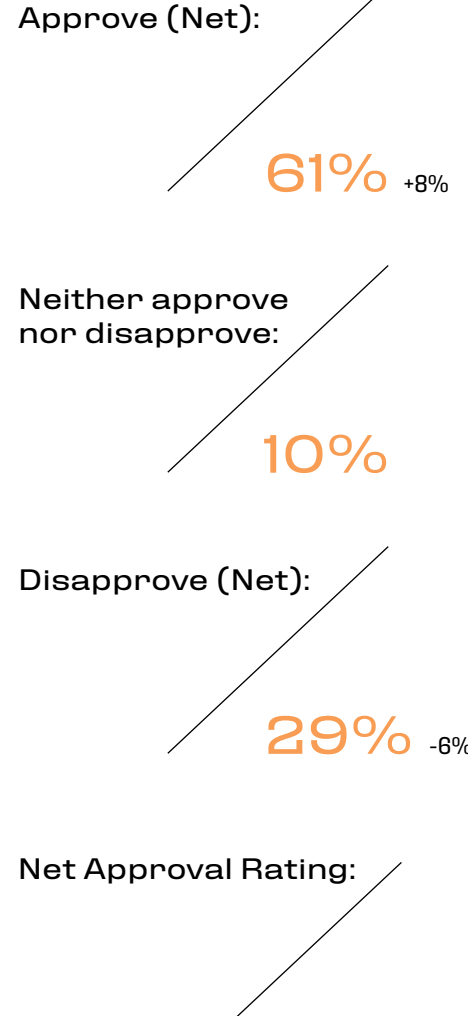 Approve (Net):
61% +8%
Neither approve
nor disapprove:
10%
Disapprove (Net):
29% -6%
Net Approval Rating: